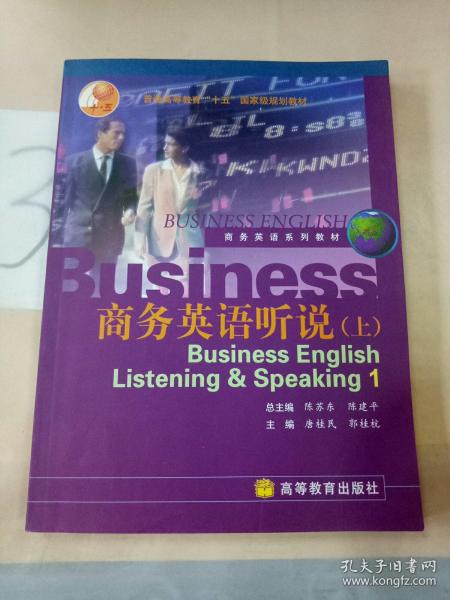 十·五
普通高等教育“十五”国家级规划教材
BUSINESS ENGLISH
商务英语系列教材
Business
商务英语听说(上)
Business English
Listening & Speaking 1
总主编 陈苏东 陈建平
主编 唐桂民 郭桂杭
高等教育出版社
孔夫子旧书网
www.kongfz.com